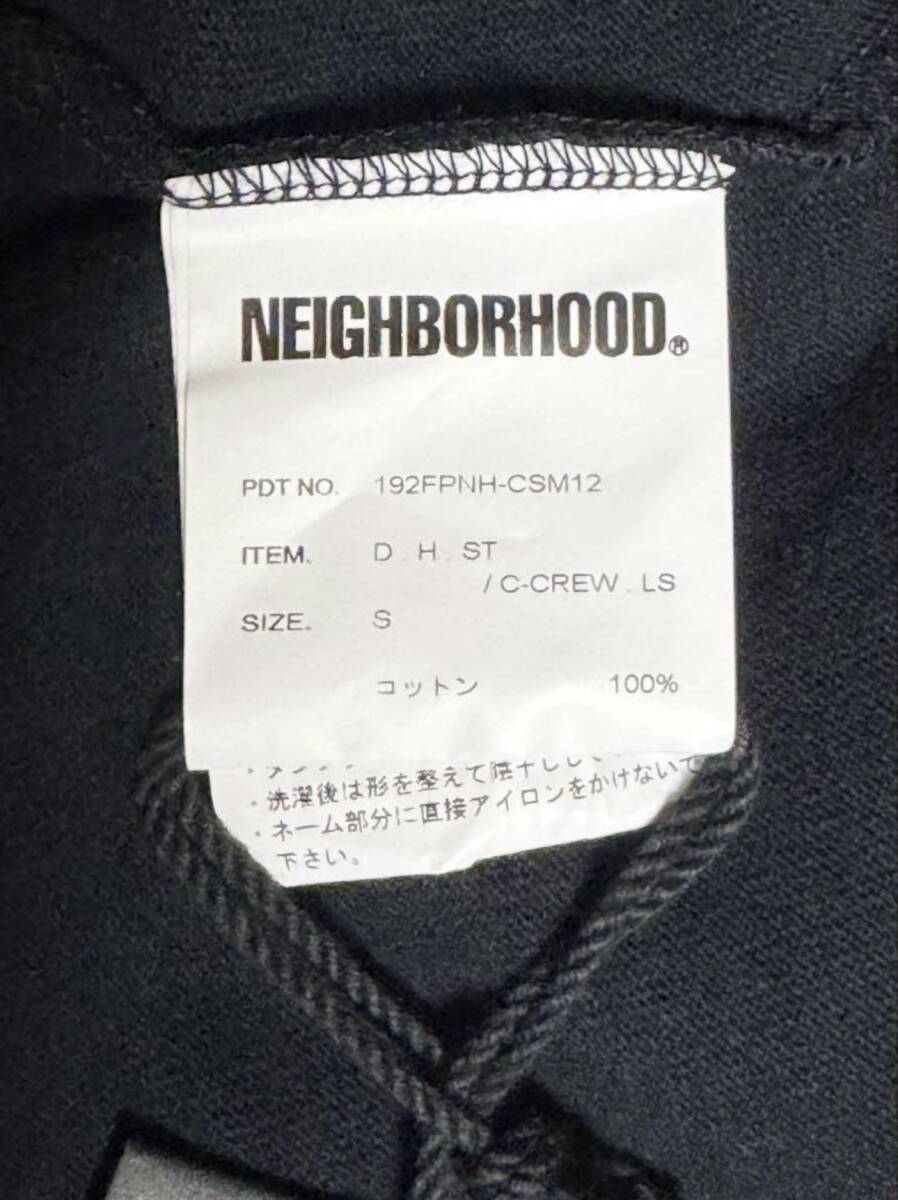 NEIGHBORHOOD®
PDT NO. 192FPNH-CSM12
ITEM. D . H . ST
/ C-CREW . LS
SIZE. S
コットン 100%
・洗濯後は形を整えて陰干しし
・ネーム部分に直接アイロンをかけないで
下さい。